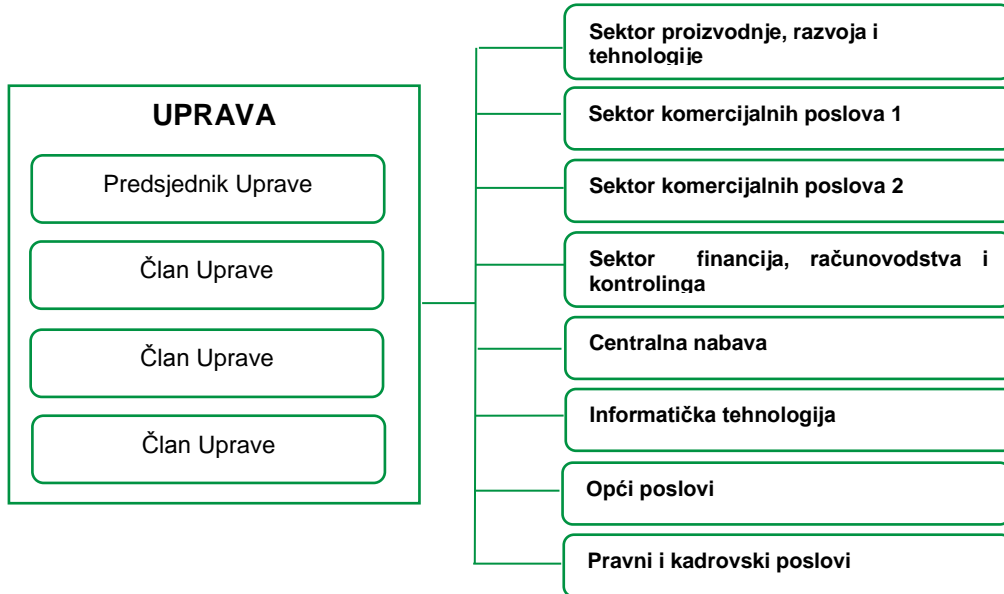 UPRAVA
Predsjednik Uprave
Član Uprave
Član Uprave
Član Uprave
Sektor proizvodnje, razvoja i
tehnologije
Sektor komercijalnih poslova 1
Sektor komercijalnih poslova 2
Sektor financija, računovodstva i
kontrolinga
Centralna nabava
Informatička tehnologija
Opći poslovi
Pravni i kadrovski poslovi